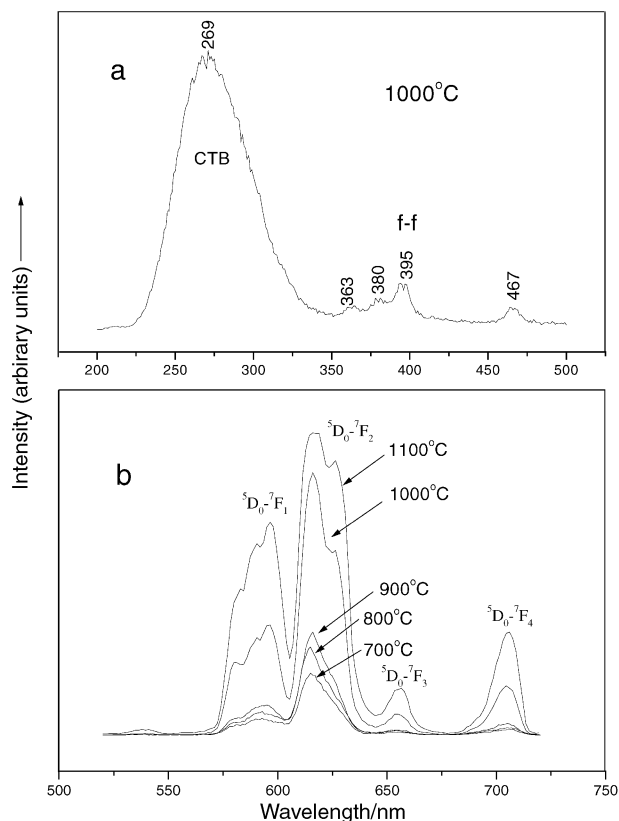 269
a
1000°C
CTB
f-f
363
380
395
467
200 250 300 350 400 450 500
Intensity (arbirary units)
⁵D₀-⁷F₂
1100°C
b
⁵D₀-⁷F₁
1000°C
900°C
800°C
⁵D₀-⁷F₄
700°C
⁵D₀-⁷F₃
500 550 600 650 700 750
Wavelength/nm